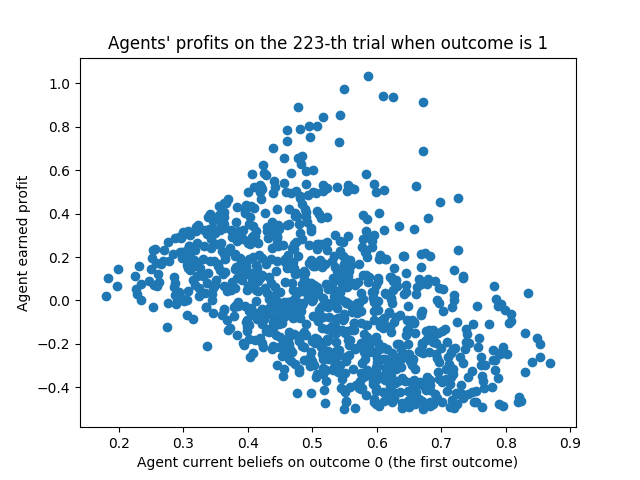 Agents' profits on the 223-th trial when outcome is 1
1.0
0.8
0.6
0.4
0.2
0.0
−0.2
−0.4
Agent earned profit
0.2 0.3 0.4 0.5 0.6 0.7 0.8 0.9
Agent current beliefs on outcome 0 (the first outcome)